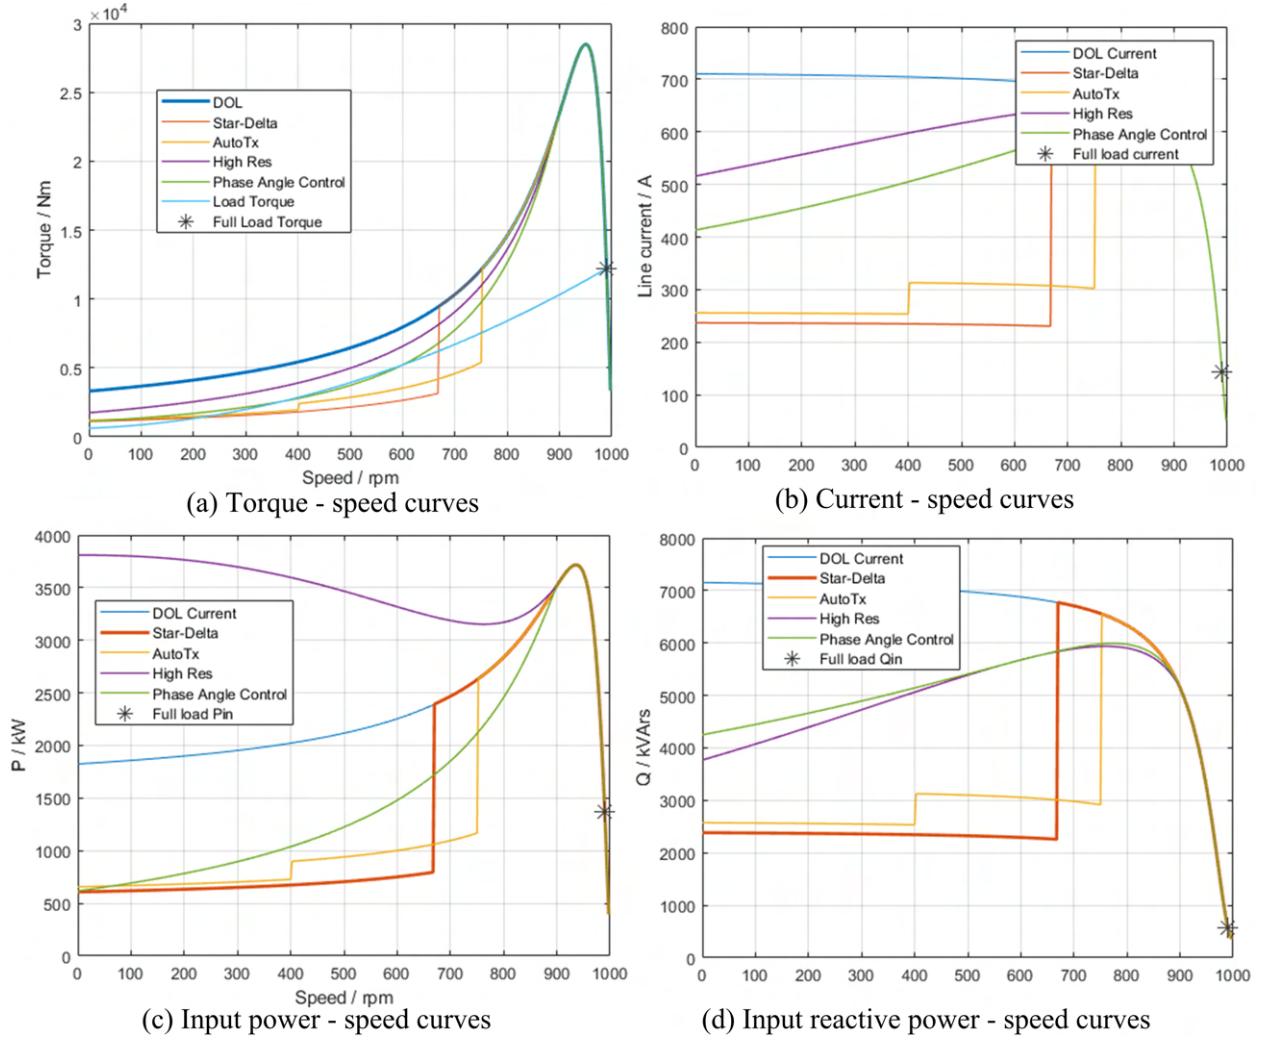 × 10⁴
3
2.5
2
1.5
1
0.5
0
Torque / Nm
DOL
Star-Delta
AutoTx
High Res
Phase Angle Control
Load Torque
Full Load Torque
0 100 200 300 400 500 600 700 800 900 1000
Speed / rpm
(a) Torque - speed curves
800
700
600
500
400
300
200
100
0
Line current / A
DOL Current
Star-Delta
AutoTx
High Res
Phase Angle Control
Full load current
0 100 200 300 400 500 600 700 800 900 1000
(b) Current - speed curves
4000
3500
3000
2500
2000
1500
1000
500
0
P / kW
DOL Current
Star-Delta
AutoTx
High Res
Phase Angle Control
Full load Pin
0 100 200 300 400 500 600 700 800 900 1000
Speed / rpm
(c) Input power - speed curves
8000
7000
6000
5000
4000
3000
2000
1000
0
Q / kVArs
DOL Current
Star-Delta
AutoTx
High Res
Phase Angle Control
Full load Qin
0 100 200 300 400 500 600 700 800 900 1000
(d) Input reactive power - speed curves